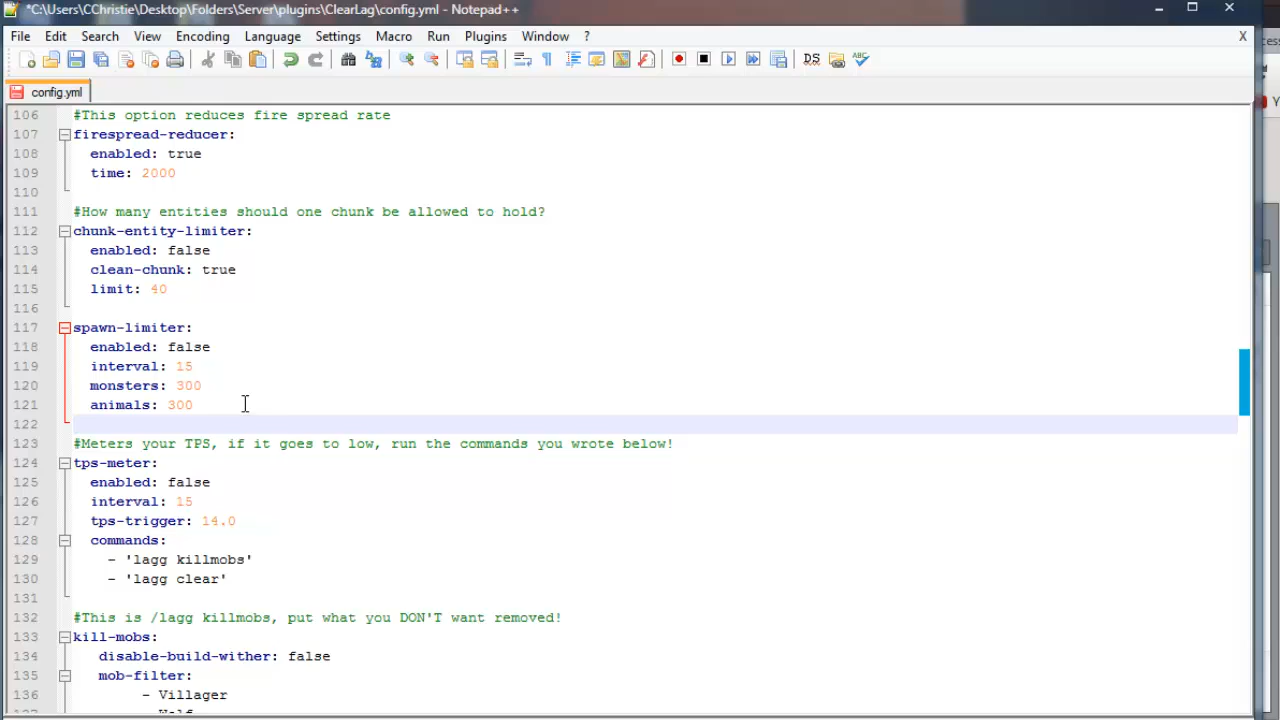 *C:\Users\CChristie\Desktop\Folders\Server\plugins\ClearLag\config.yml - Notepad++
File Edit Search View Encoding Language Settings Macro Run Plugins Window ? X
config.yml
106 #This option reduces fire spread rate
107 firespread-reducer:
108 enabled: true
109 time: 2000
110
111 #How many entities should one chunk be allowed to hold?
112 chunk-entity-limiter:
113 enabled: false
114 clean-chunk: true
115 limit: 40
116
117 spawn-limiter:
118 enabled: false
119 interval: 15
120 monsters: 300
121 animals: 300
122
123 #Meters your TPS, if it goes to low, run the commands you wrote below!
124 tps-meter:
125 enabled: false
126 interval: 15
127 tps-trigger: 14.0
128 commands:
129 - 'lagg killmobs'
130 - 'lagg clear'
131
132 #This is /lagg killmobs, put what you DON'T want removed!
133 kill-mobs:
134 disable-build-wither: false
135 mob-filter:
136 - Villager